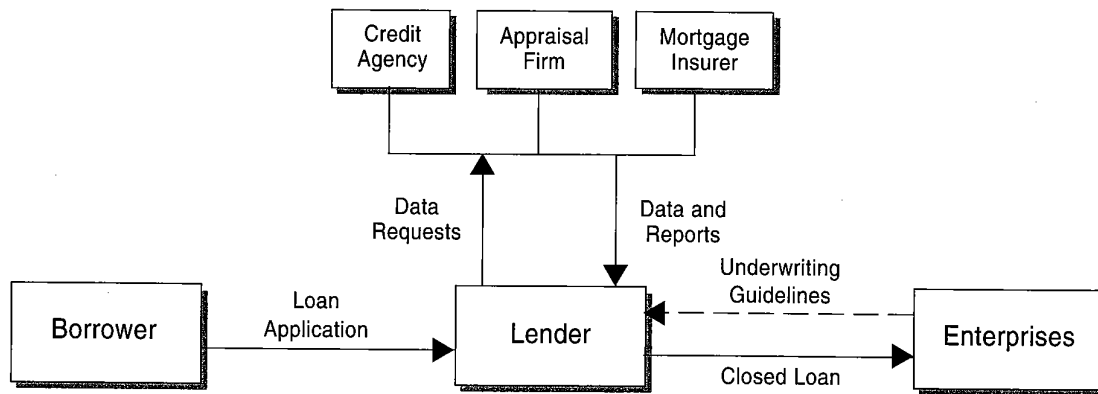 Credit
Agency
Appraisal
Firm
Mortgage
Insurer
Data
Requests
Data and
Reports
Underwriting
Guidelines
Borrower
Loan
Application
Lender
Enterprises
Closed Loan